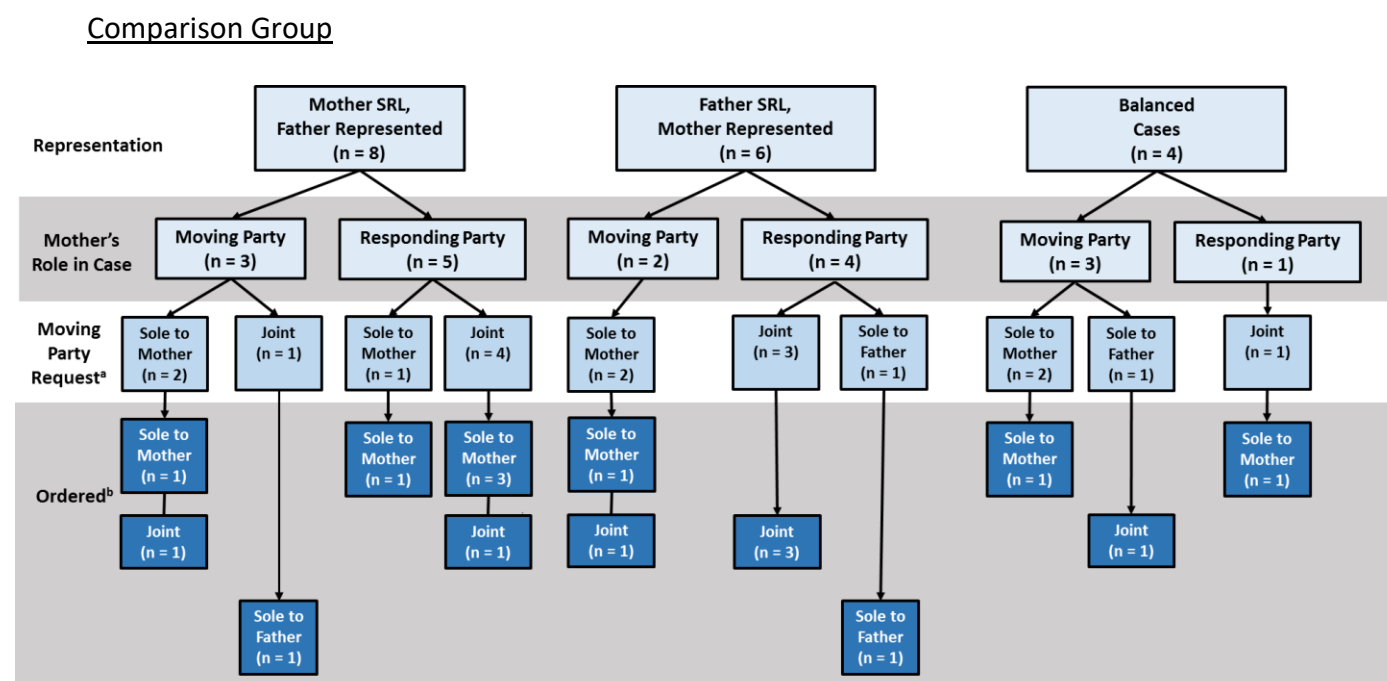 Comparison Group
Representation
Mother SRL,
Father Represented
(n = 8)
Father SRL,
Mother Represented
(n = 6)
Balanced
Cases
(n = 4)
Mother's
Role in Case
Moving Party
(n = 3)
Responding Party
(n = 5)
Moving Party
(n = 2)
Responding Party
(n = 4)
Moving Party
(n = 3)
Responding Party
(n = 1)
Moving
Party
Requestᵃ
Sole to
Mother
(n = 2)
Joint
(n = 1)
Sole to
Mother
(n = 1)
Joint
(n = 4)
Sole to
Mother
(n = 2)
Joint
(n = 3)
Sole to
Father
(n = 1)
Sole to
Mother
(n = 2)
Sole to
Father
(n = 1)
Joint
(n = 1)
Orderedᵇ
Sole to
Mother
(n = 1)
Sole to
Mother
(n = 1)
Sole to
Mother
(n = 3)
Sole to
Mother
(n = 1)
Sole to
Mother
(n = 1)
Sole to
Mother
(n = 1)
Joint
(n = 1)
Joint
(n = 1)
Joint
(n = 1)
Joint
(n = 3)
Joint
(n = 1)
Sole to
Father
(n = 1)
Sole to
Father
(n = 1)